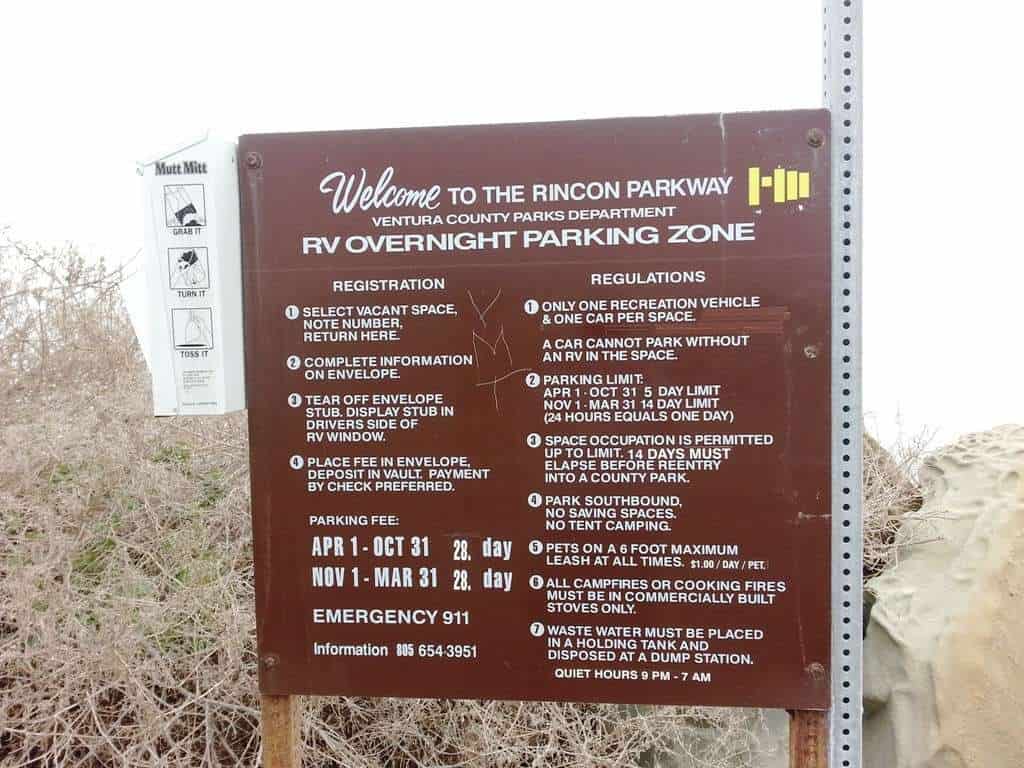 Mutt Mitt
GRAB IT
TURN IT
TOSS IT
Welcome TO THE RINCON PARKWAY
VENTURA COUNTY PARKS DEPARTMENT
RV OVERNIGHT PARKING ZONE
REGISTRATION
1 SELECT VACANT SPACE,
NOTE NUMBER,
RETURN HERE.
2 COMPLETE INFORMATION
ON ENVELOPE.
3 TEAR OFF ENVELOPE
STUB. DISPLAY STUB IN
DRIVERS SIDE OF
RV WINDOW.
4 PLACE FEE IN ENVELOPE,
DEPOSIT IN VAULT. PAYMENT
BY CHECK PREFERRED.
PARKING FEE:
APR 1 - OCT 31 28. day
NOV 1 - MAR 31 28. day
EMERGENCY 911
Information 805 654-3951
REGULATIONS
1 ONLY ONE RECREATION VEHICLE
& ONE CAR PER SPACE.
A CAR CANNOT PARK WITHOUT
AN RV IN THE SPACE.
2 PARKING LIMIT:
APR 1 - OCT 31 5 DAY LIMIT
NOV 1 - MAR 31 14 DAY LIMIT
(24 HOURS EQUALS ONE DAY)
3 SPACE OCCUPATION IS PERMITTED
UP TO LIMIT. 14 DAYS MUST
ELAPSE BEFORE REENTRY
INTO A COUNTY PARK.
4 PARK SOUTHBOUND,
NO SAVING SPACES.
NO TENT CAMPING.
5 PETS ON A 6 FOOT MAXIMUM
LEASH AT ALL TIMES. $1.00 / DAY / PET.
6 ALL CAMPFIRES OR COOKING FIRES
MUST BE IN COMMERCIALLY BUILT
STOVES ONLY.
7 WASTE WATER MUST BE PLACED
IN A HOLDING TANK AND
DISPOSED AT A DUMP STATION.
QUIET HOURS 9 PM - 7 AM